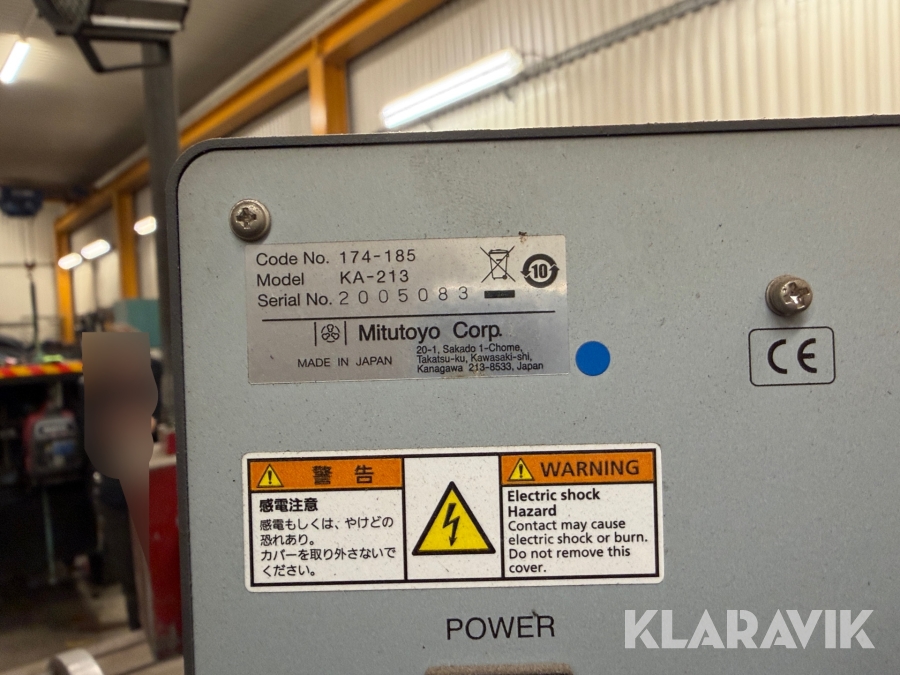 Code No. 174-185
Model KA-213
Serial No. 2005083
10
Mitutoyo Corp.
MADE IN JAPAN
20-1, Sakado 1-Chome,
Takatsu-ku, Kawasaki-shi,
Kanagawa 213-8533, Japan
CE
警告
感電注意
感電もしくは、やけどの
恐れあり。
カバーを取り外さないで
ください。
WARNING
Electric shock
Hazard
Contact may cause
electric shock or burn.
Do not remove this
cover.
POWER
KLARAVIK